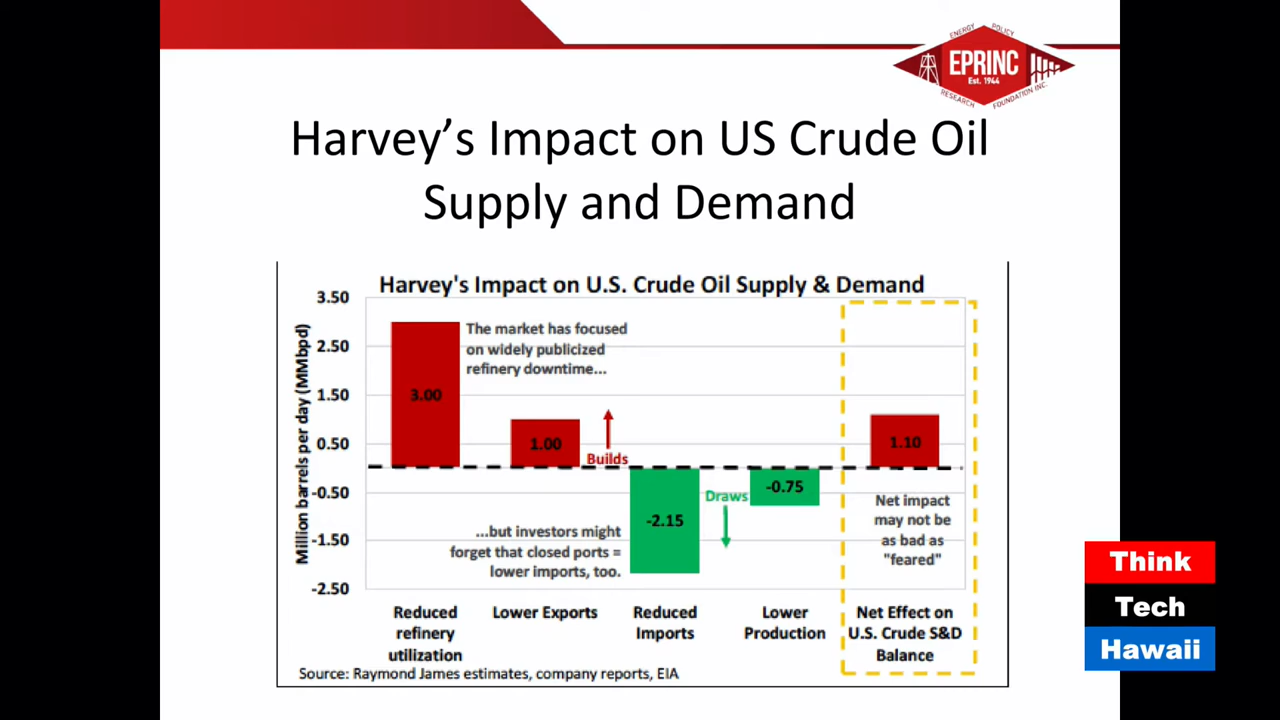 ENERGY POLICY
EPRINC
Est. 1944
RESEARCH FOUNDATION INC.
Harvey's Impact on US Crude Oil
Supply and Demand
Harvey's Impact on U.S. Crude Oil Supply & Demand
Million barrels per day (MMbpd)
3.50
2.50
1.50
0.50
-0.50
-1.50
-2.50
3.00
The market has focused
on widely publicized
refinery downtime...
1.00
Builds
...but investors might
forget that closed ports =
lower imports, too.
-2.15
Draws
-0.75
1.10
Net impact
may not be
as bad as
"feared"
Reduced
refinery
utilization
Lower Exports
Reduced
Imports
Lower
Production
Net Effect on
U.S. Crude S&D
Balance
Source: Raymond James estimates, company reports, EIA
Think
Tech
Hawaii